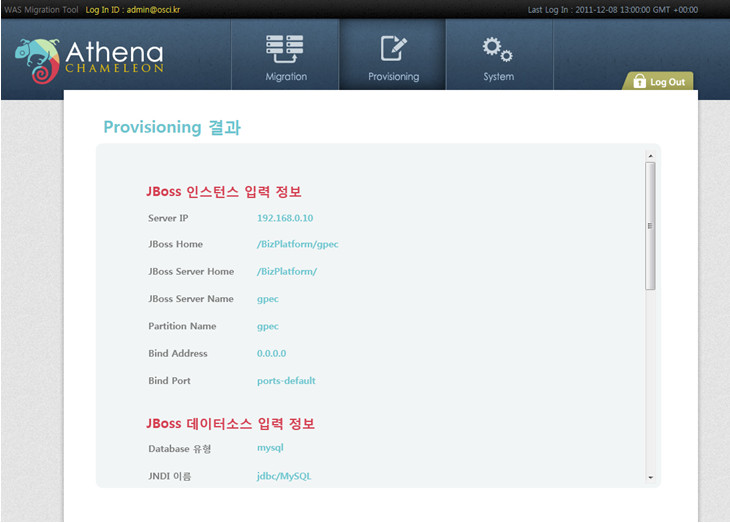 WAS Migration Tool Log In ID : admin@osci.kr Last Log In : 2011-12-08 13:00:00 GMT +00:00
Athena
CHAMELEON
Migration Provisioning System
Log Out
Provisioning 결과
JBoss 인스턴스 입력 정보
Server IP 192.168.0.10
JBoss Home /BizPlatform/gpec
JBoss Server Home /BizPlatform/
JBoss Server Name gpec
Partition Name gpec
Bind Address 0.0.0.0
Bind Port ports-default
JBoss 데이터소스 입력 정보
Database 유형 mysql
JNDI 이름 jdbc/MySQL